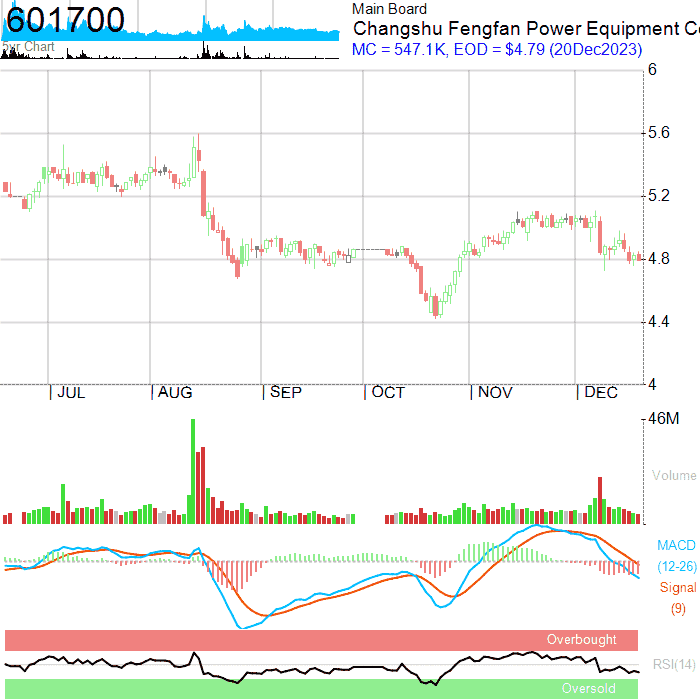 601700
5yr Chart
Main Board
Changshu Fengfan Power Equipment Co
MC = 547.1K, EOD = $4.79 (20Dec2023)
6
5.6
5.2
4.8
4.4
4
JUL
AUG
SEP
OCT
NOV
DEC
46M
Volume
MACD
(12-26)
Signal
(9)
Overbought
RSI(14)
Oversold